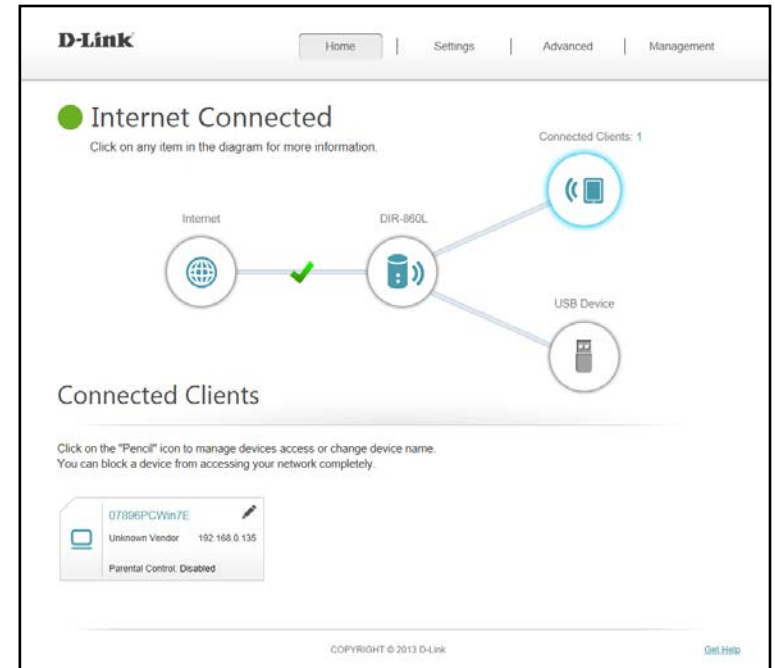 D-Link
Home | Settings | Advanced | Management
Internet Connected
Click on any item in the diagram for more information.
Connected Clients: 1
Internet
DIR-860L
USB Device
Connected Clients
Click on the "Pencil" icon to manage devices access or change device name.
You can block a device from accessing your network completely.
07896PCWin7E
Unknown Vendor 192.168.0.135
Parental Control: Disabled
COPYRIGHT © 2013 D-Link
Get Help